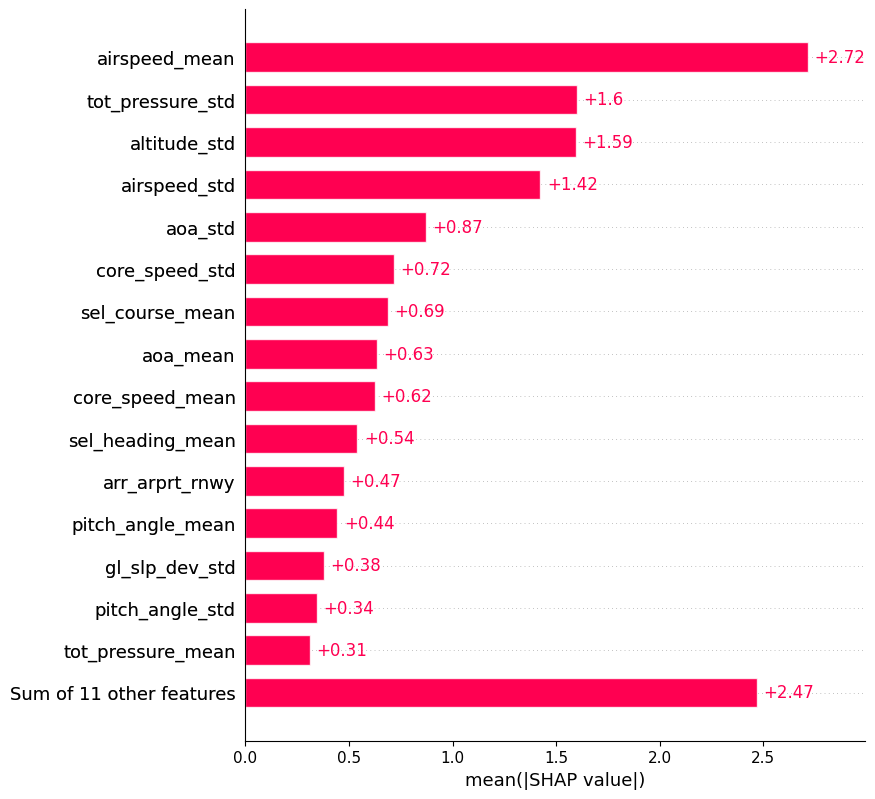 airspeed_mean +2.72
tot_pressure_std +1.6
altitude_std +1.59
airspeed_std +1.42
aoa_std +0.87
core_speed_std +0.72
sel_course_mean +0.69
aoa_mean +0.63
core_speed_mean +0.62
sel_heading_mean +0.54
arr_arprt_rnwy +0.47
pitch_angle_mean +0.44
gl_slp_dev_std +0.38
pitch_angle_std +0.34
tot_pressure_mean +0.31
Sum of 11 other features +2.47
0.0 0.5 1.0 1.5 2.0 2.5
mean(|SHAP value|)